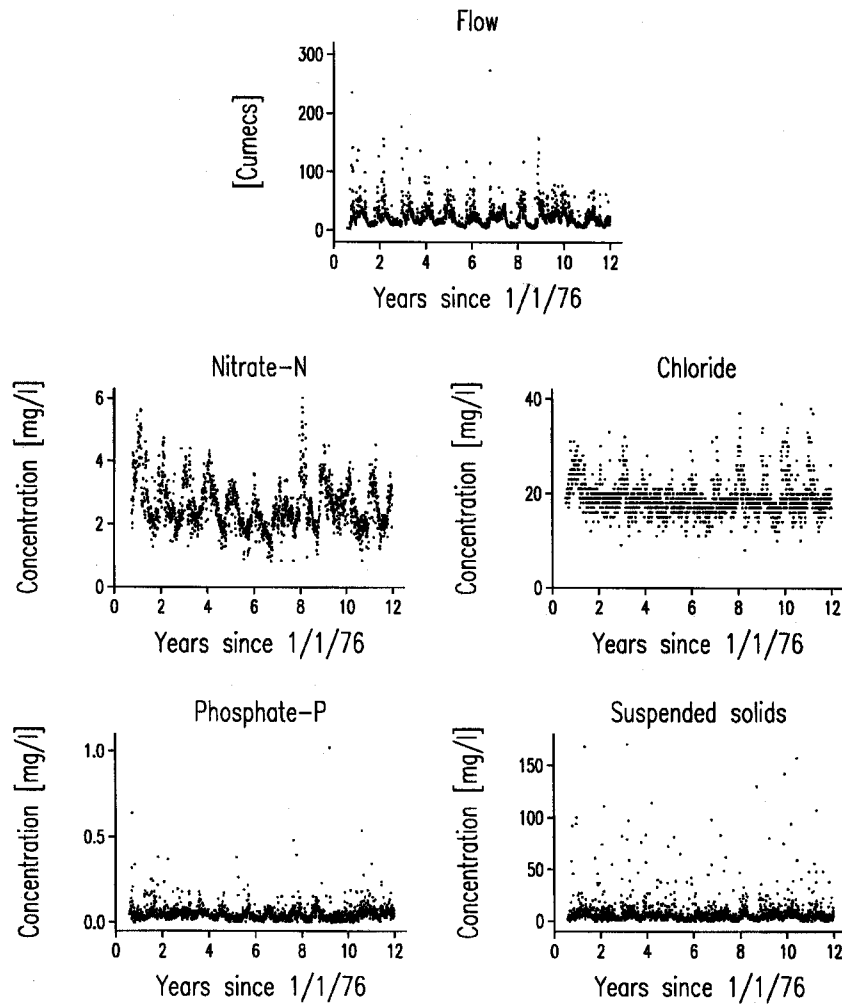 Flow
[Cumecs]
300
200
100
0
0 2 4 6 8 10 12
Years since 1/1/76
Nitrate-N
Concentration [mg/l]
6
4
2
0
0 2 4 6 8 10 12
Years since 1/1/76
Chloride
Concentration [mg/l]
40
20
0
0 2 4 6 8 10 12
Years since 1/1/76
Phosphate-P
Concentration [mg/l]
1.0
0.5
0.0
0 2 4 6 8 10 12
Years since 1/1/76
Suspended solids
Concentration [mg/l]
150
100
50
0
0 2 4 6 8 10 12
Years since 1/1/76